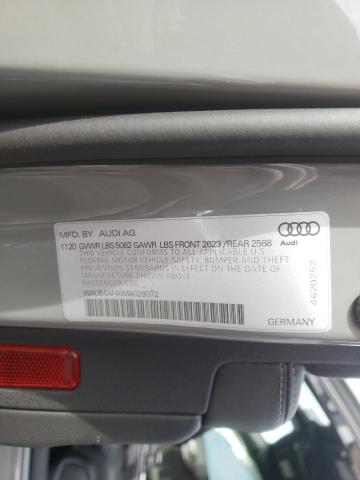 MFD. BY AUDI AG
1120 GVWR LBS 5082 GAWR LBS FRONT 2623 /REAR 2568
THIS VEHICLE CONFORMS TO ALL APPLICABLE U.S.
FEDERAL MOTOR VEHICLE SAFETY, BUMPER AND THEFT
PREVENTION STANDARDS IN EFFECT ON THE DATE OF
MANUFACTURE SHOWN ABOVE.
PASSENGER CAR
Audi
4620252
GERMANY